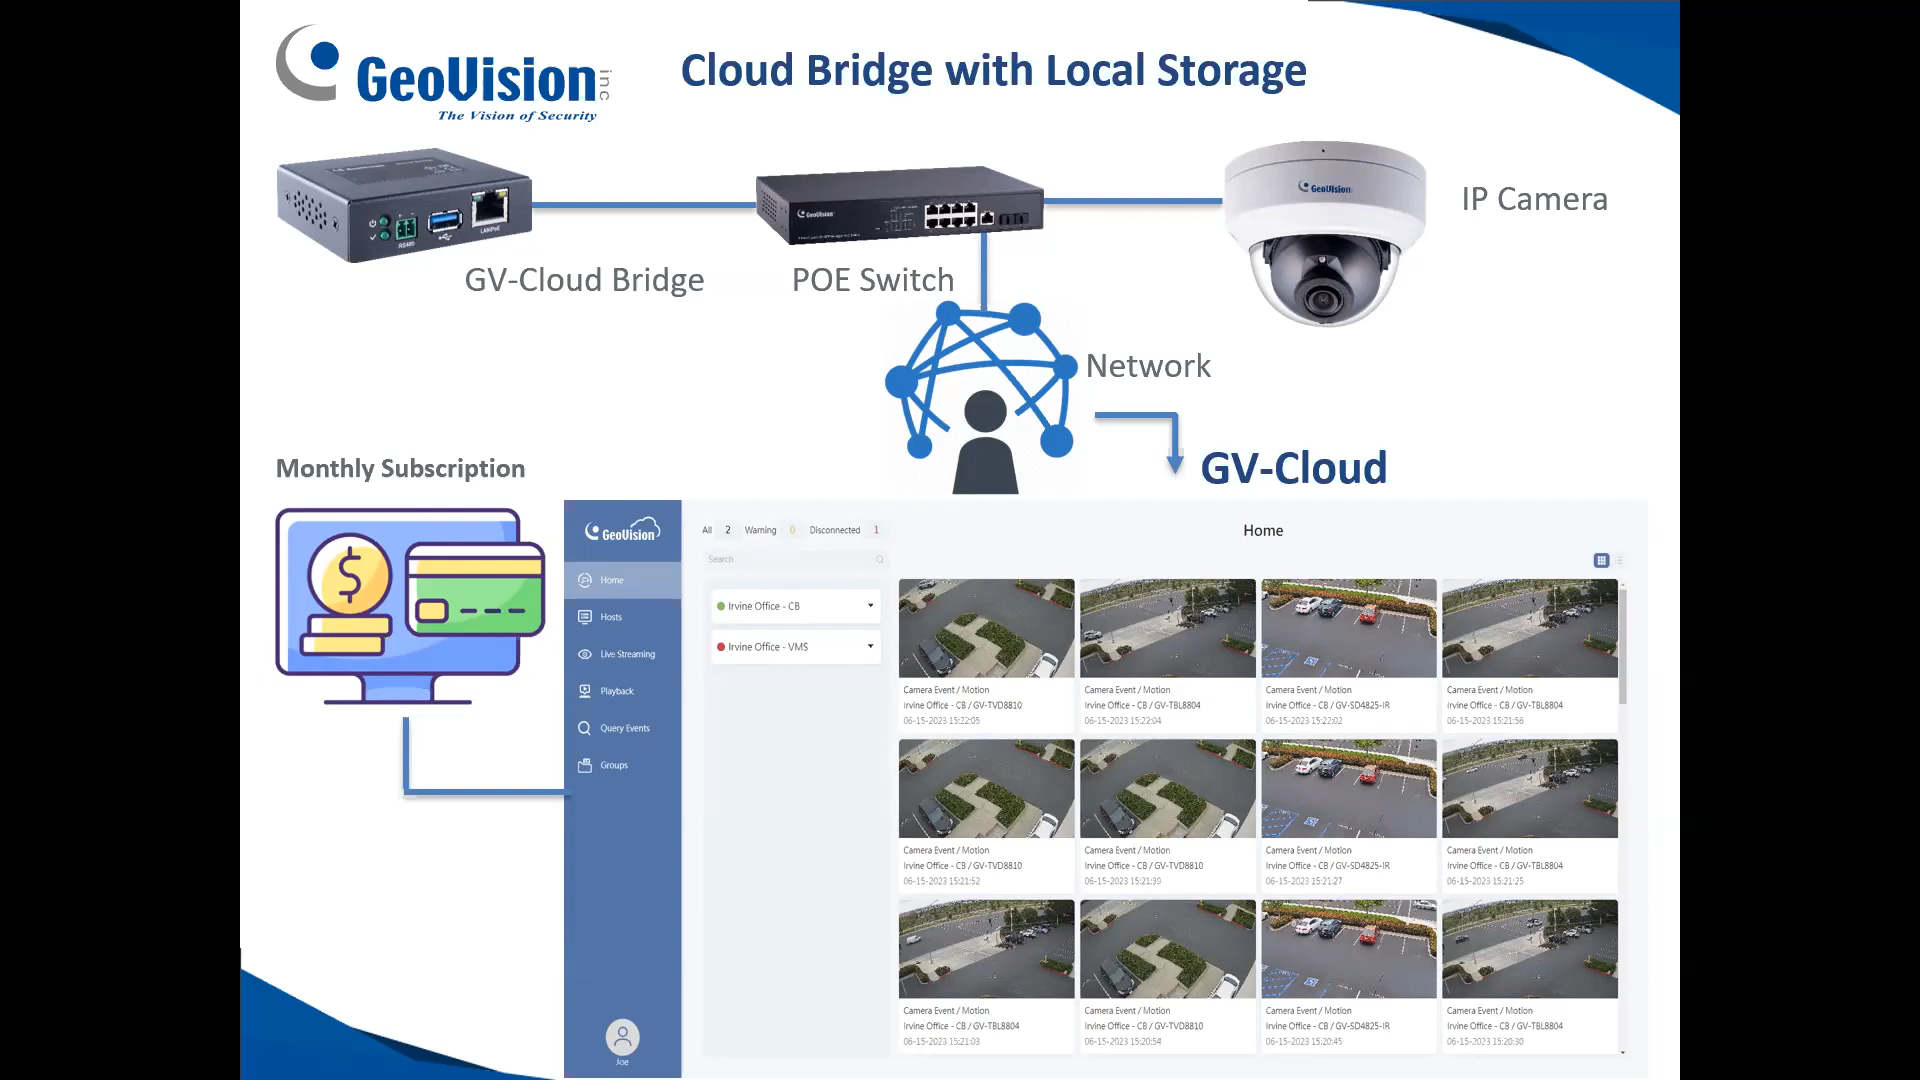 GeoVision inc
The Vision of Security
Cloud Bridge with Local Storage
GeoVision
RS485
LAN/PoE
GeoVision
GeoVision
IP Camera
GV-Cloud Bridge
POE Switch
Network
GV-Cloud
Monthly Subscription
$
GeoVision
Home
Hosts
Live Streaming
Playback
Query Events
Groups
Joe
All 2 Warning 0 Disconnected 1
Search
Irvine Office - CB
Irvine Office - VMS
Home
Camera Event / Motion
Irvine Office - CB / GV-TVD8810
06-15-2023 15:22:05
Camera Event / Motion
Irvine Office - CB / GV-TBL8804
06-15-2023 15:22:04
Camera Event / Motion
Irvine Office - CB / GV-SD4825-IR
06-15-2023 15:22:02
Camera Event / Motion
Irvine Office - CB / GV-TBL8804
06-15-2023 15:21:56
Camera Event / Motion
Irvine Office - CB / GV-TVD8810
06-15-2023 15:21:52
Camera Event / Motion
Irvine Office - CB / GV-TVD8810
06-15-2023 15:21:39
Camera Event / Motion
Irvine Office - CB / GV-SD4825-IR
06-15-2023 15:21:27
Camera Event / Motion
Irvine Office - CB / GV-TBL8804
06-15-2023 15:21:25
Camera Event / Motion
Irvine Office - CB / GV-TBL8804
06-15-2023 15:21:03
Camera Event / Motion
Irvine Office - CB / GV-TVD8810
06-15-2023 15:20:54
Camera Event / Motion
Irvine Office - CB / GV-SD4825-IR
06-15-2023 15:20:45
Camera Event / Motion
Irvine Office - CB / GV-TBL8804
06-15-2023 15:20:30